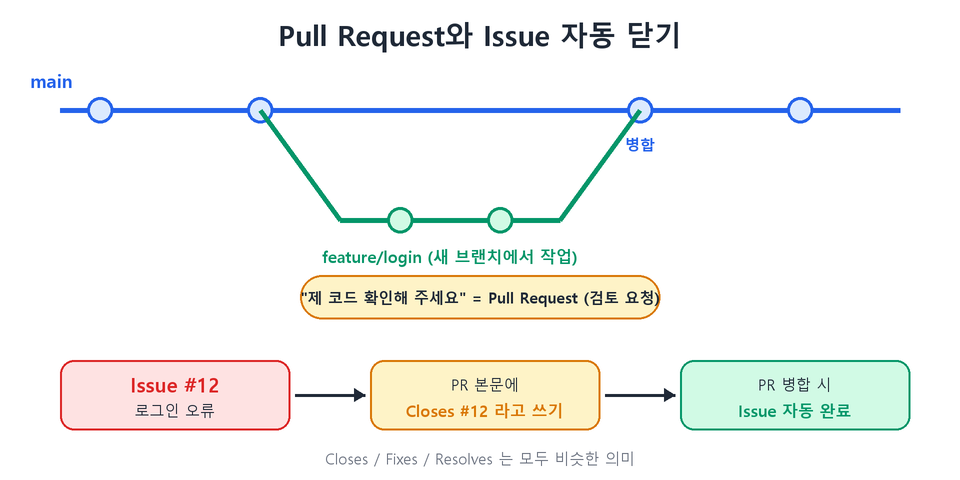 Pull Request와 Issue 자동 닫기
main
병합
feature/login (새 브랜치에서 작업)
"제 코드 확인해 주세요" = Pull Request (검토 요청)
Issue #12
로그인 오류
PR 본문에
Closes #12 라고 쓰기
PR 병합 시
Issue 자동 완료
Closes / Fixes / Resolves 는 모두 비슷한 의미